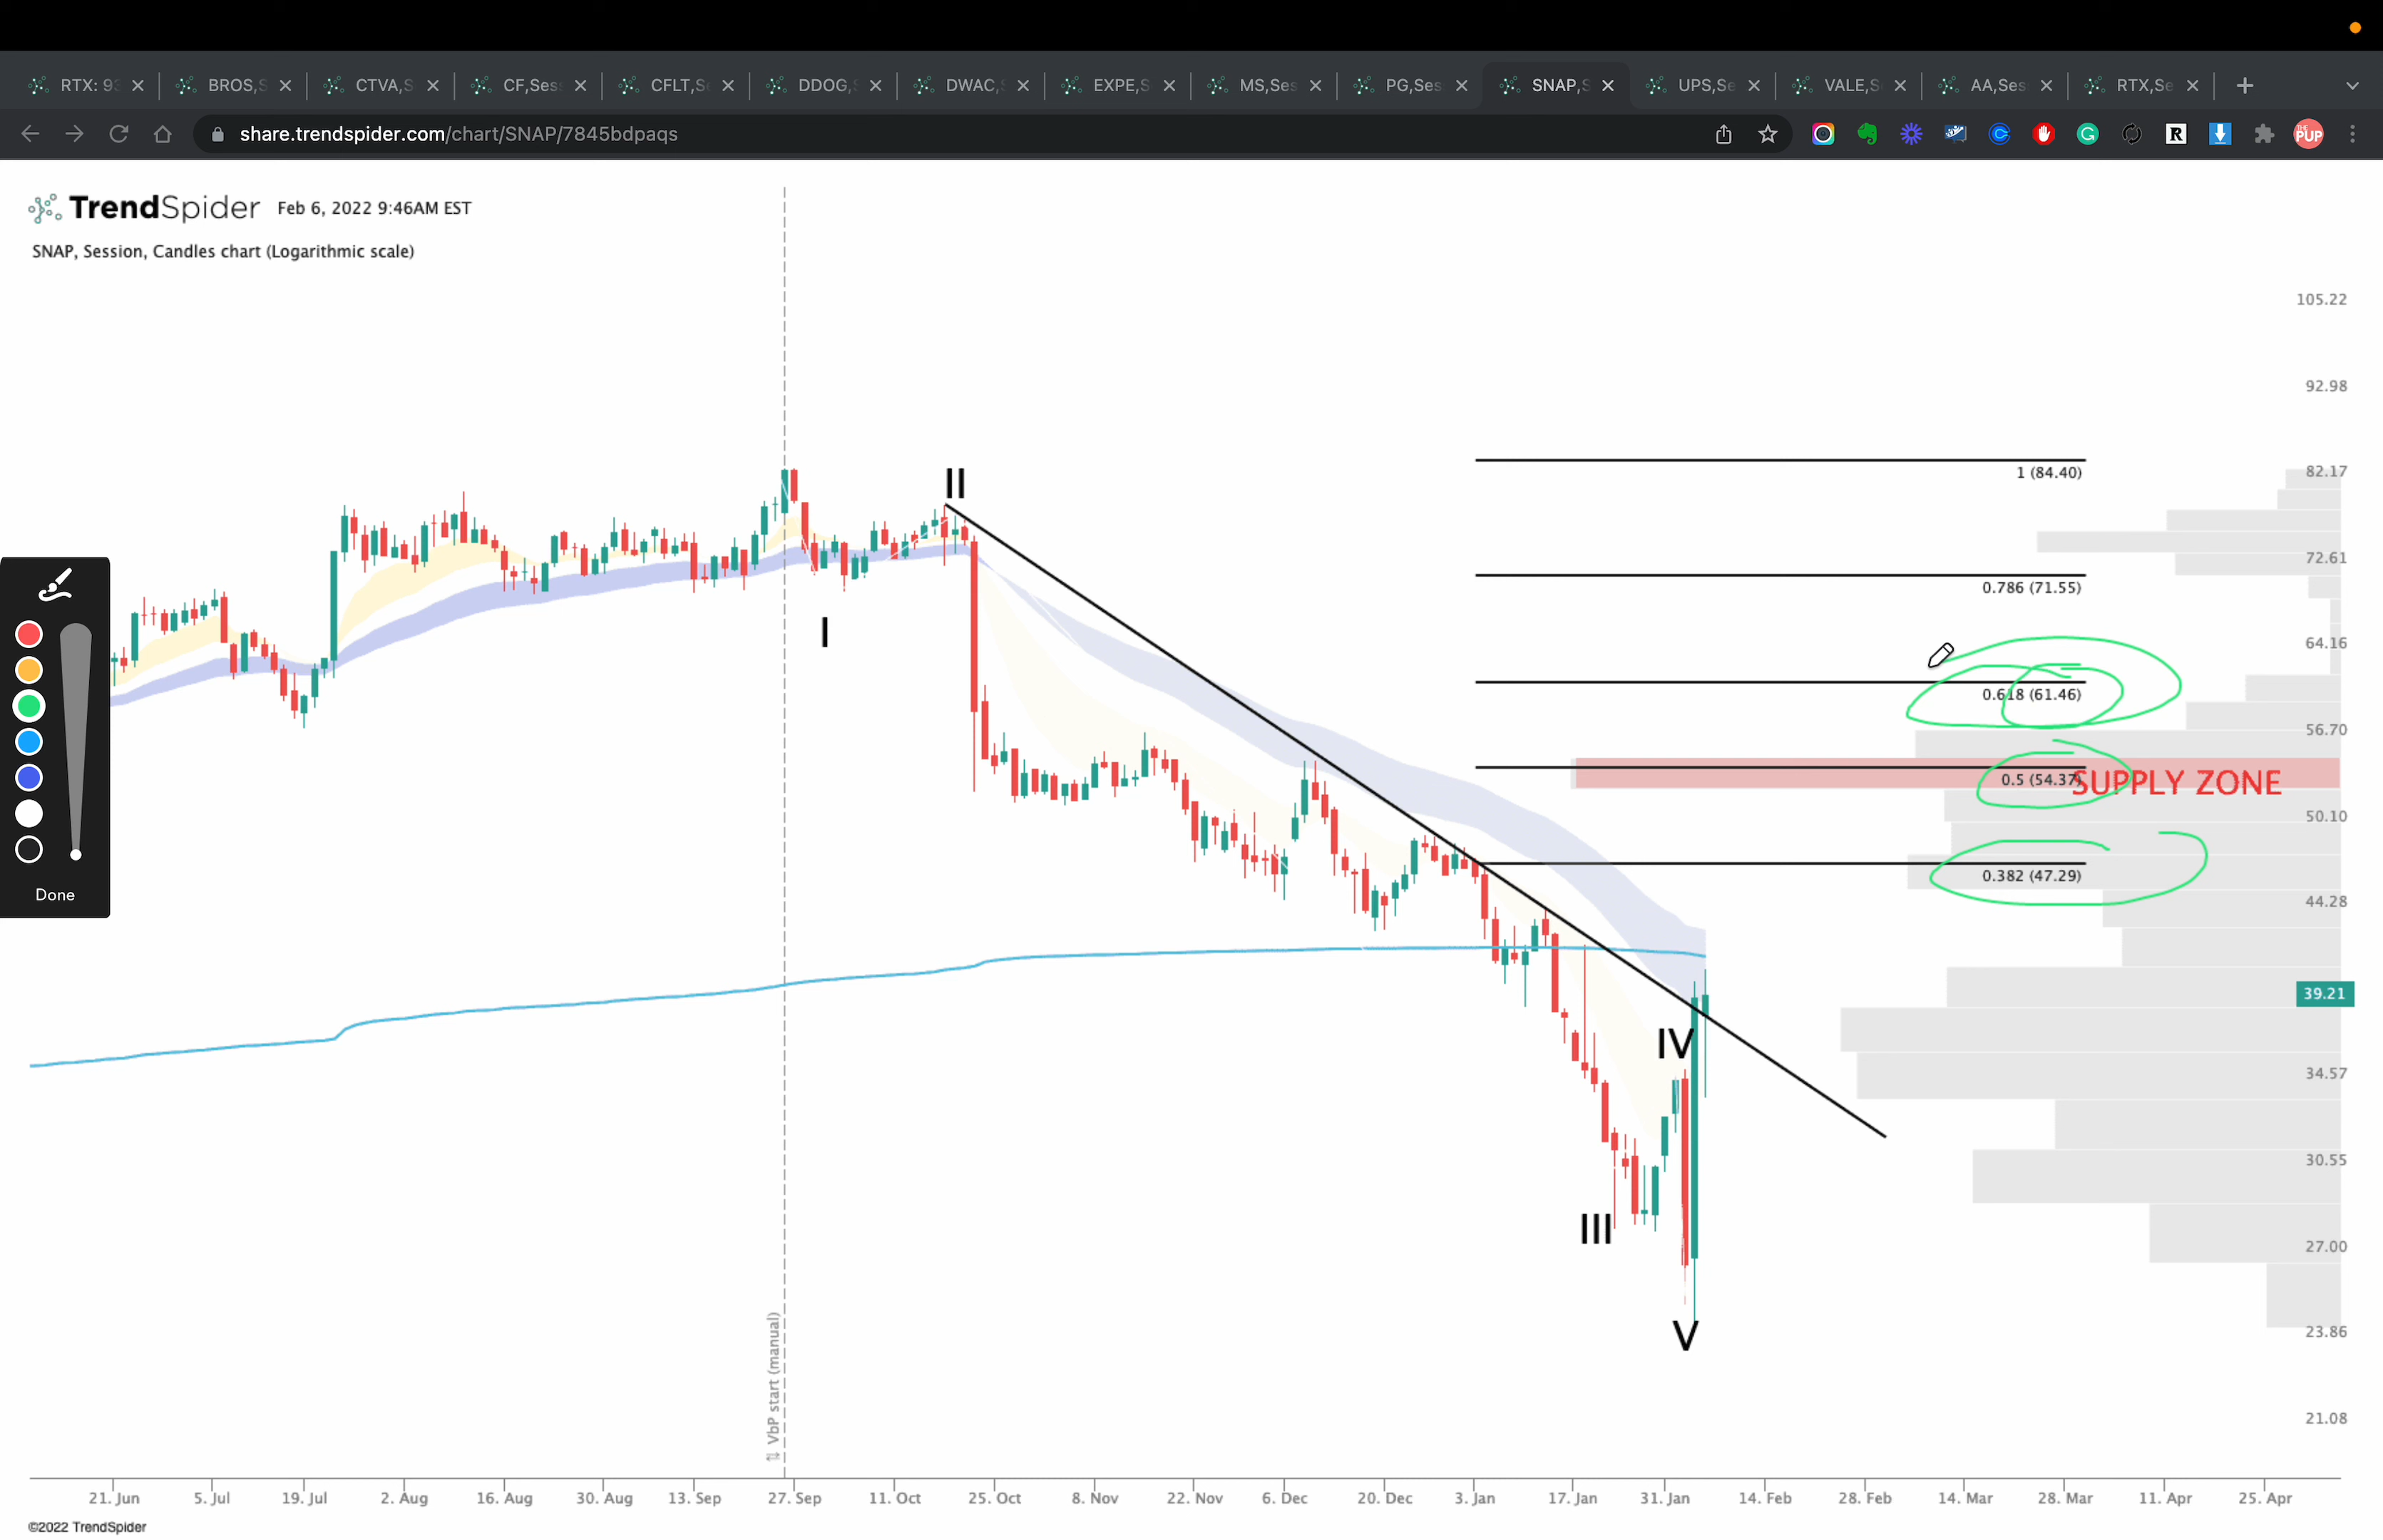 RTX: 93
BROS,S
CTVA,S
CF,Ses
CFLT,Se
DDOG,
DWAC,
EXPE,S
MS,Ses
PG,Ses
SNAP,S
UPS,Se
VALE,S
AA,Ses
RTX,Se
share.trendspider.com/chart/SNAP/7845bdpaqs
THE PUP
TrendSpider Feb 6, 2022 9:46AM EST
SNAP, Session, Candles chart (Logarithmic scale)
105.22
92.98
II
1 (84.40)
82.17
72.61
0.786 (71.55)
I
64.16
0.618 (61.46)
56.70
0.5 (54.37)
SUPPLY ZONE
50.10
0.382 (47.29)
Done
44.28
39.21
IV
34.57
30.55
III
27.00
V
23.86
VbP start (manual)
21.08
21. Jun 5. Jul 19. Jul 2. Aug 16. Aug 30. Aug 13. Sep 27. Sep 11. Oct 25. Oct 8. Nov 22. Nov 6. Dec 20. Dec 3. Jan 17. Jan 31. Jan 14. Feb 28. Feb 14. Mar 28. Mar 11. Apr 25. Apr
©2022 TrendSpider